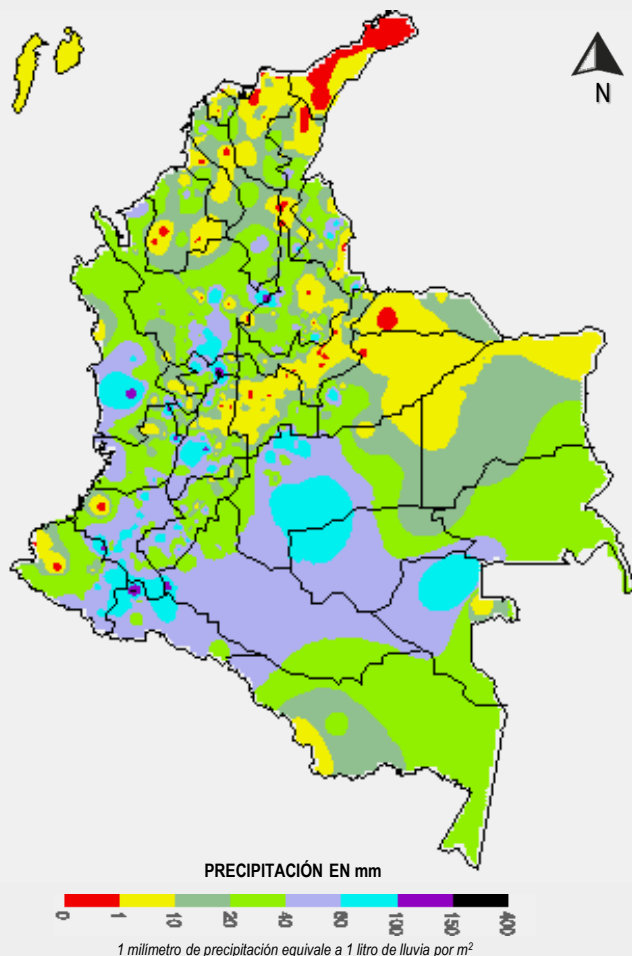 N
PRECIPITACIÓN EN mm
0 1 10 20 40 60 100 150 400
1 milímetro de precipitación equivale a 1 litro de lluvia por m²